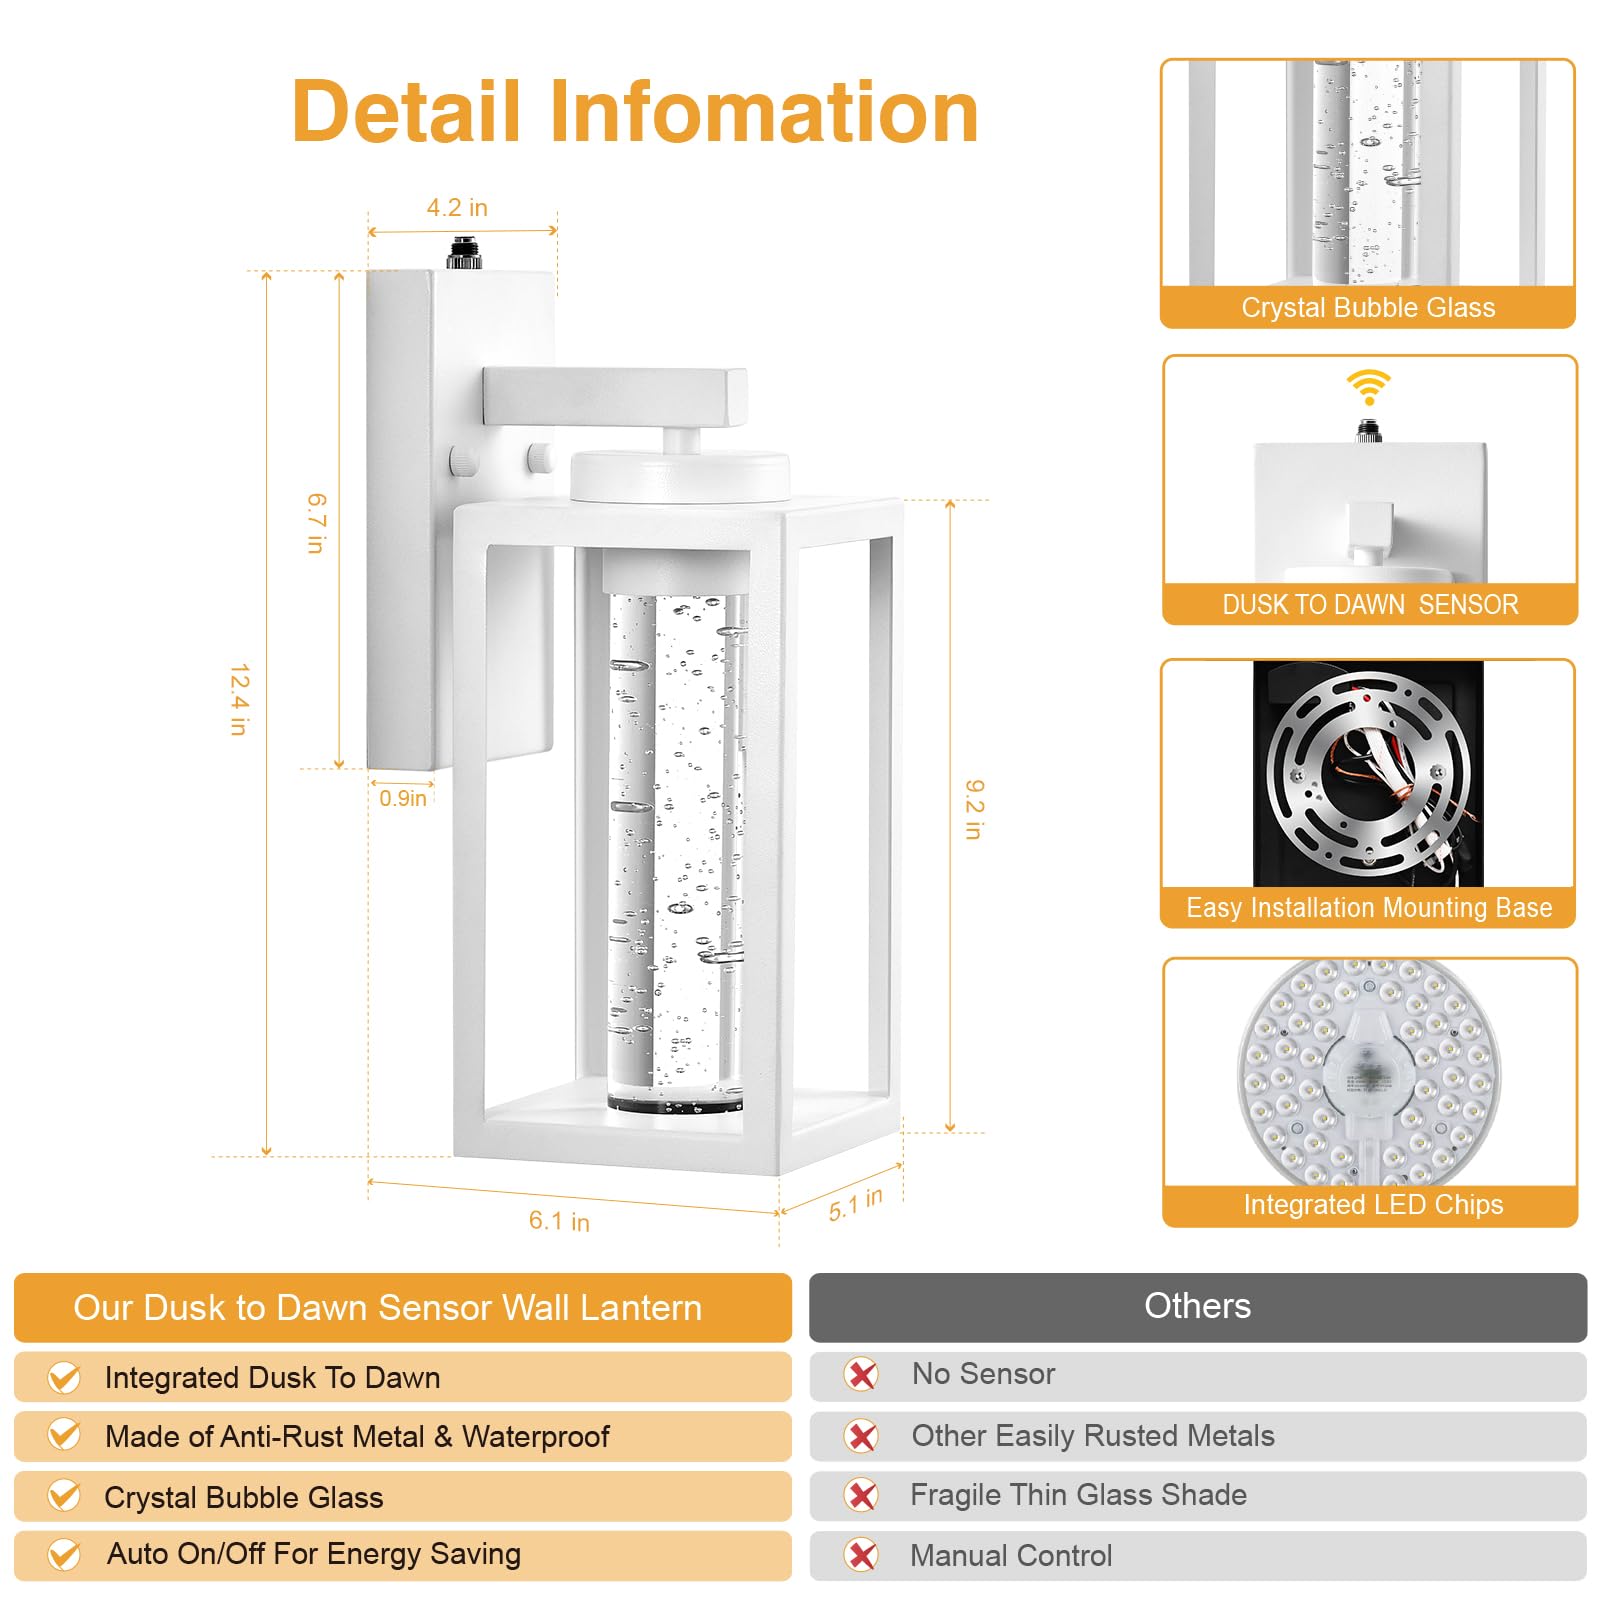 Detail Infomation
4.2 in
6.7 in
12.4 in
0.9in
9.2 in
6.1 in
5.1 in
Crystal Bubble Glass
DUSK TO DAWN SENSOR
Easy Installation Mounting Base
Integrated LED Chips
Our Dusk to Dawn Sensor Wall Lantern
Integrated Dusk To Dawn
Made of Anti-Rust Metal & Waterproof
Crystal Bubble Glass
Auto On/Off For Energy Saving
Others
No Sensor
Other Easily Rusted Metals
Fragile Thin Glass Shade
Manual Control